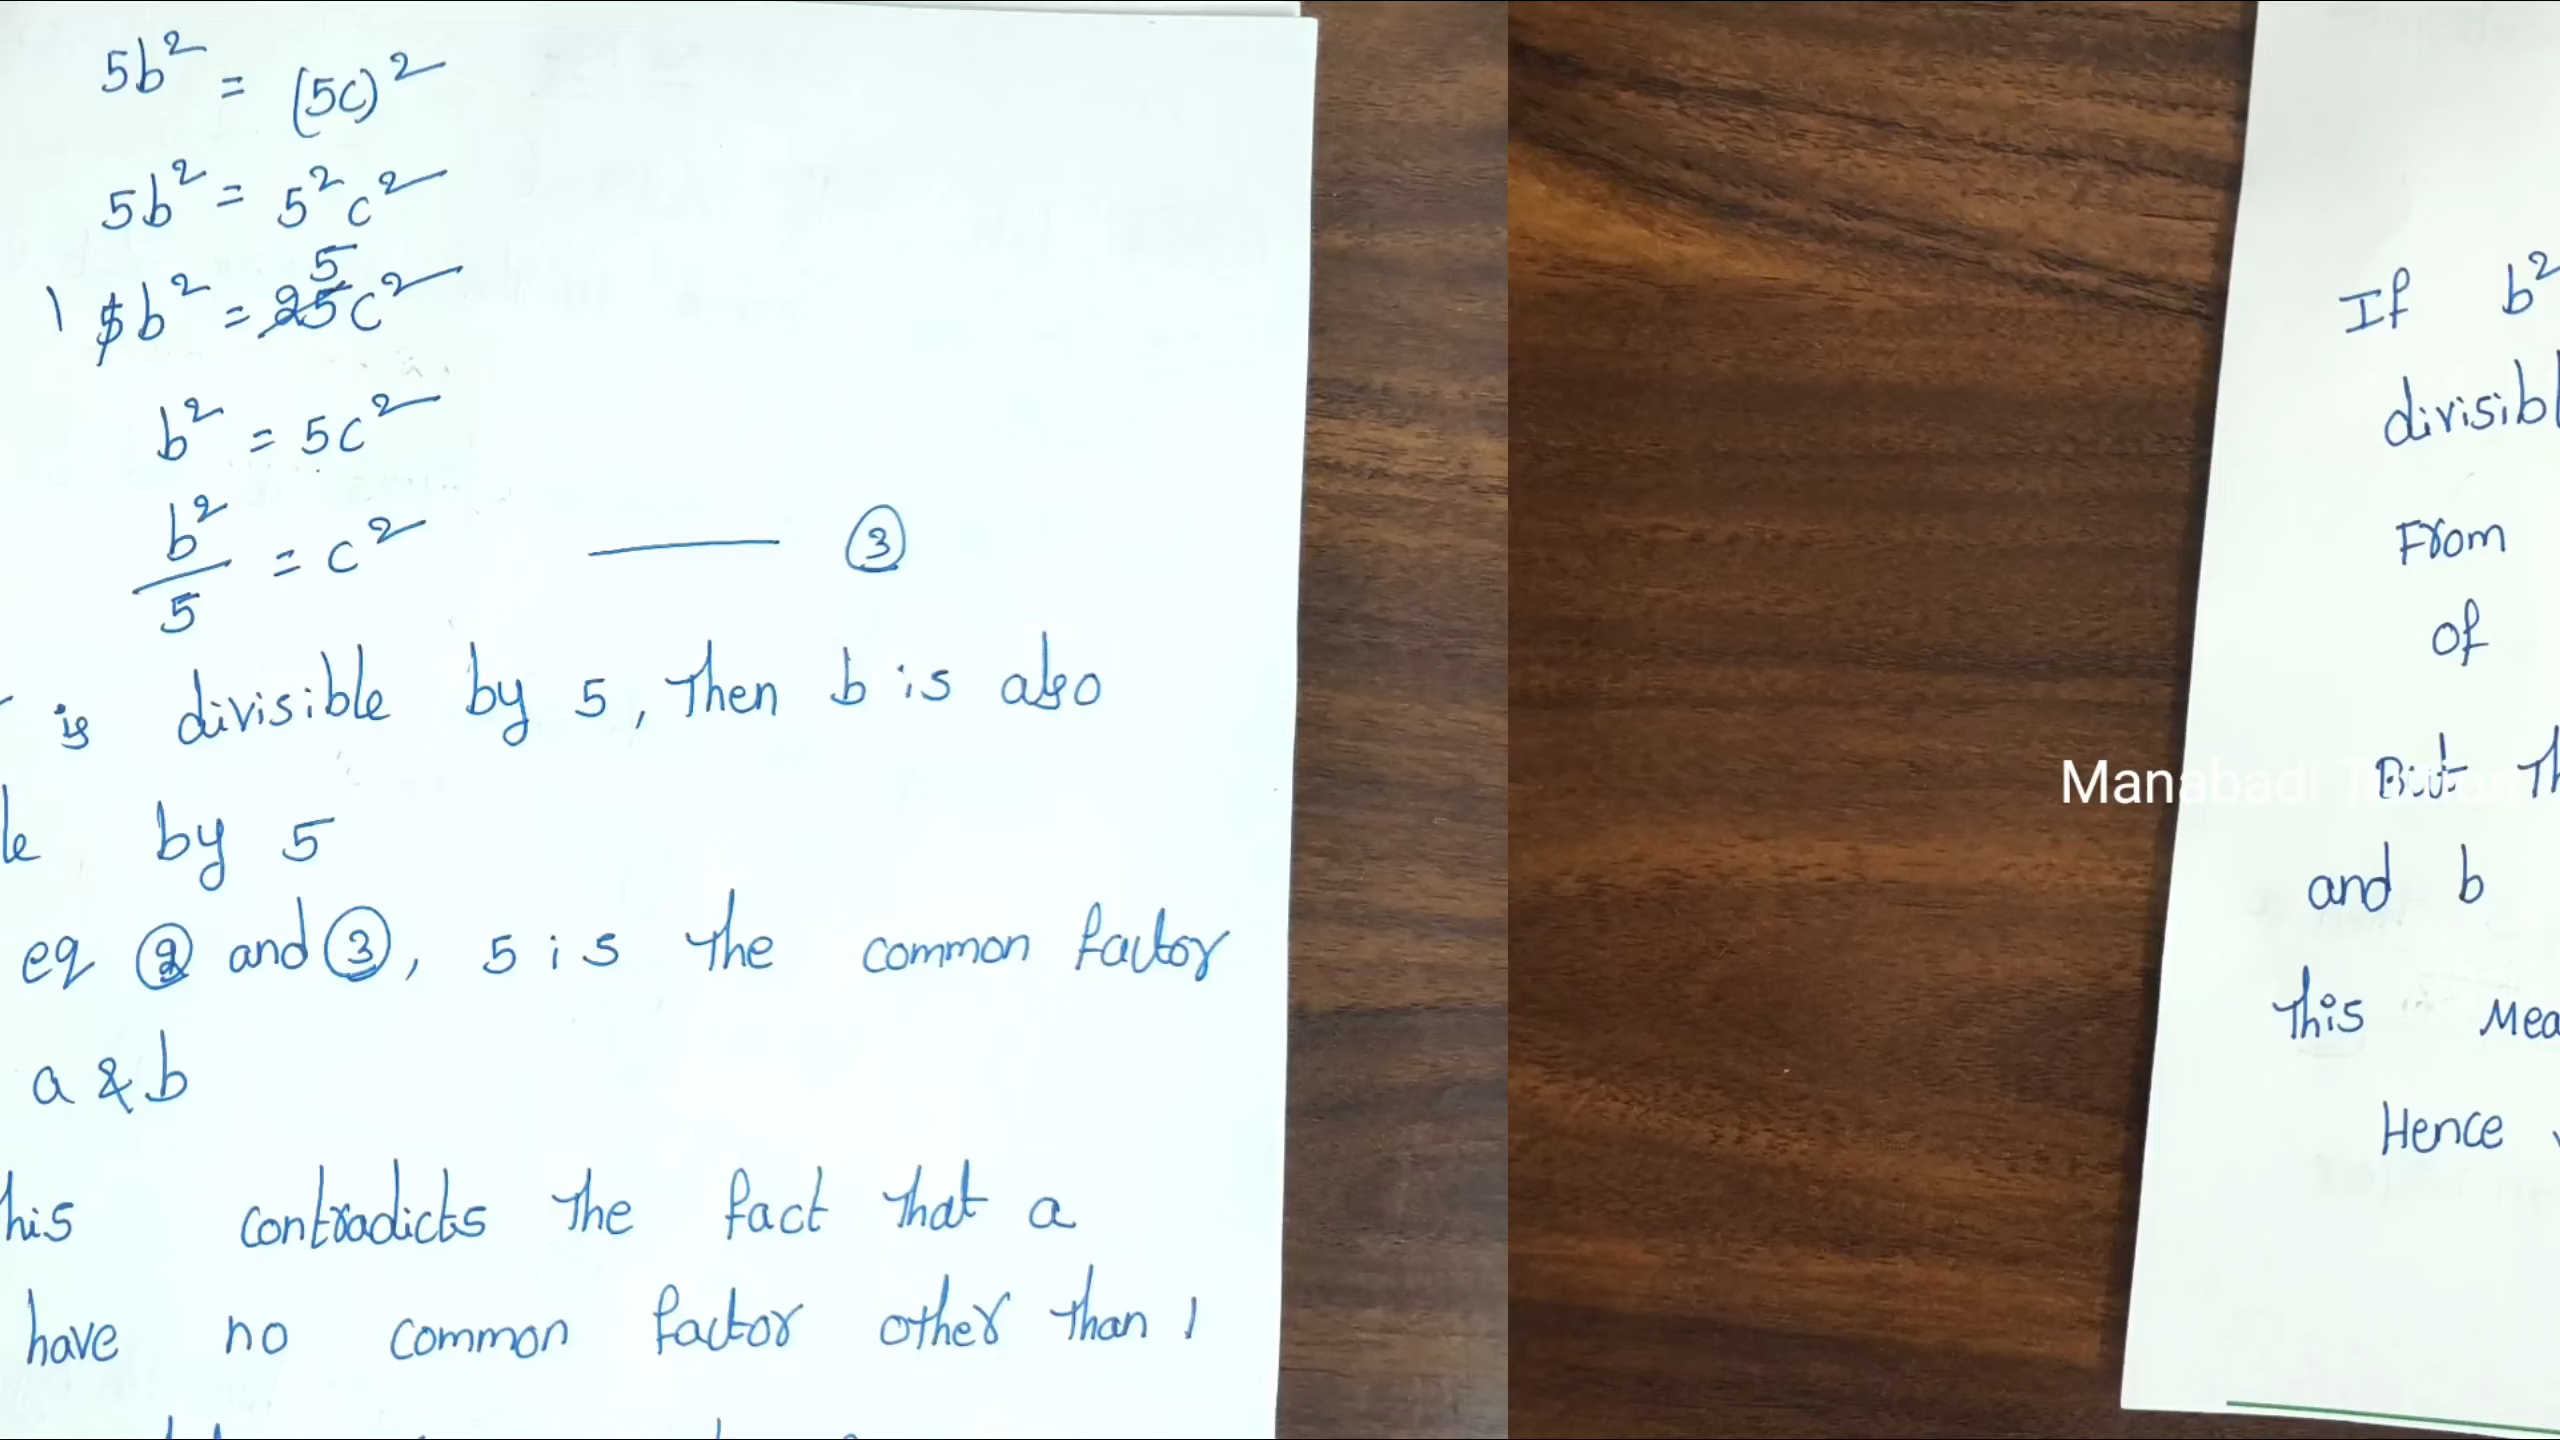 5b² = (5c)²
5b² = 5²c²
5
1 5b² = 25c²
b² = 5c²
b²/5 = c² —— ③
is divisible by 5, Then b is also
le by 5
eq ② and ③, 5 is the common factor
a & b
his contradicts the fact that a
have no common factor other than 1
If b²
divisibl
From
of
Manabadi
But Th
and b
This Mea
Hence